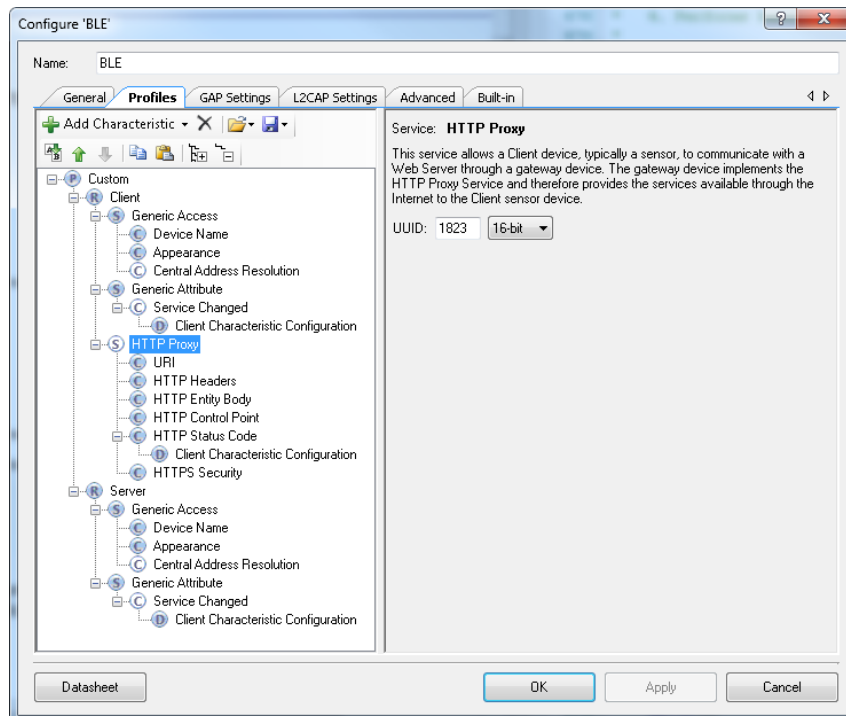 Configure 'BLE'
Name: BLE
General Profiles GAP Settings L2CAP Settings Advanced Built-in
Add Characteristic
Custom
Client
Generic Access
Device Name
Appearance
Central Address Resolution
Generic Attribute
Service Changed
Client Characteristic Configuration
HTTP Proxy
URI
HTTP Headers
HTTP Entity Body
HTTP Control Point
HTTP Status Code
Client Characteristic Configuration
HTTPS Security
Server
Generic Access
Device Name
Appearance
Central Address Resolution
Generic Attribute
Service Changed
Client Characteristic Configuration
Service: HTTP Proxy
This service allows a Client device, typically a sensor, to communicate with a
Web Server through a gateway device. The gateway device implements the
HTTP Proxy Service and therefore provides the services available through the
Internet to the Client sensor device.
UUID: 1823 16-bit
Datasheet OK Apply Cancel